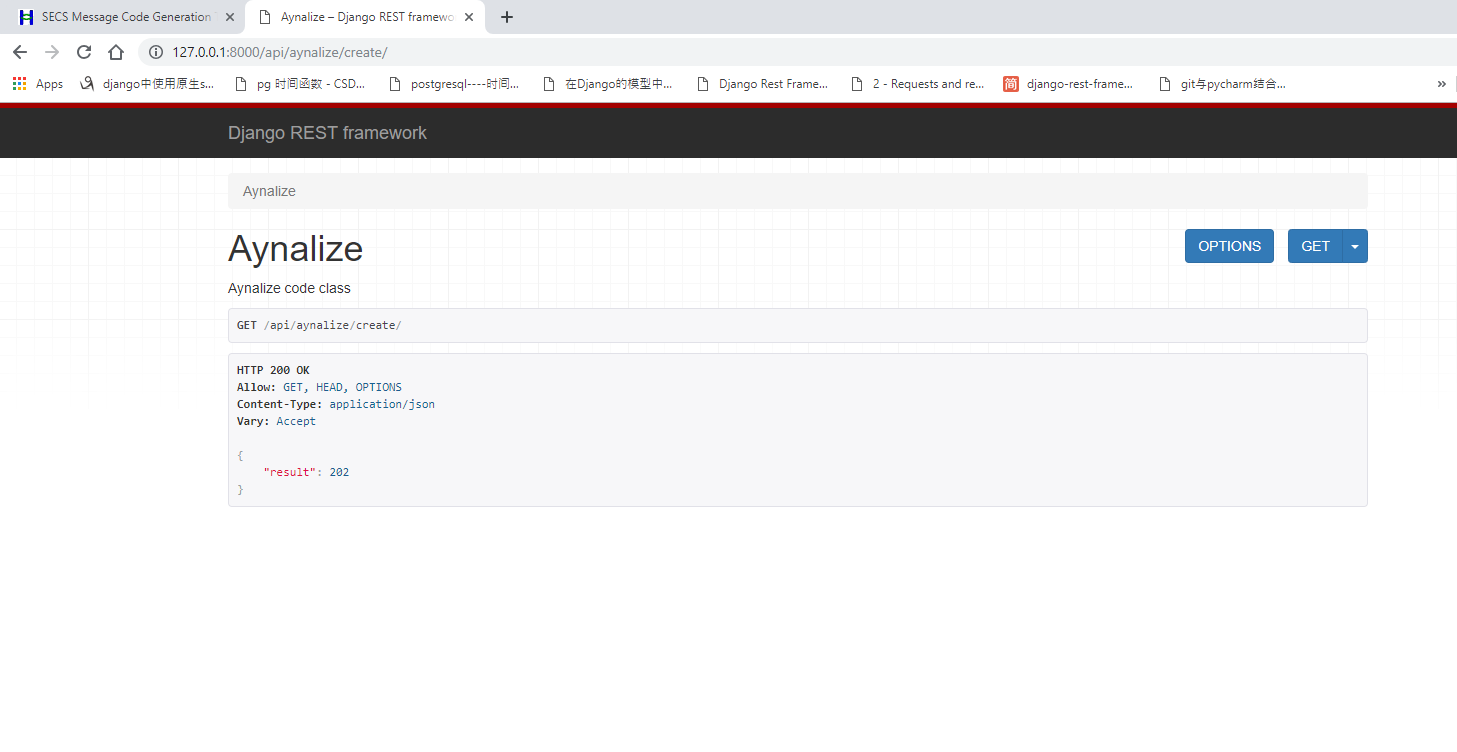 SECS Message Code Generation
Aynalize – Django REST framewo
127.0.0.1:8000/api/aynalize/create/
Apps django中使用原生s... pg 时间函数 - CSD... postgresql----时间... 在Django的模型中... Django Rest Frame... 2 - Requests and re... 简 django-rest-frame... git与pycharm结合... »
Django REST framework
Aynalize
Aynalize
OPTIONS GET
Aynalize code class
GET /api/aynalize/create/
HTTP 200 OK
Allow: GET, HEAD, OPTIONS
Content-Type: application/json
Vary: Accept
{
"result": 202
}